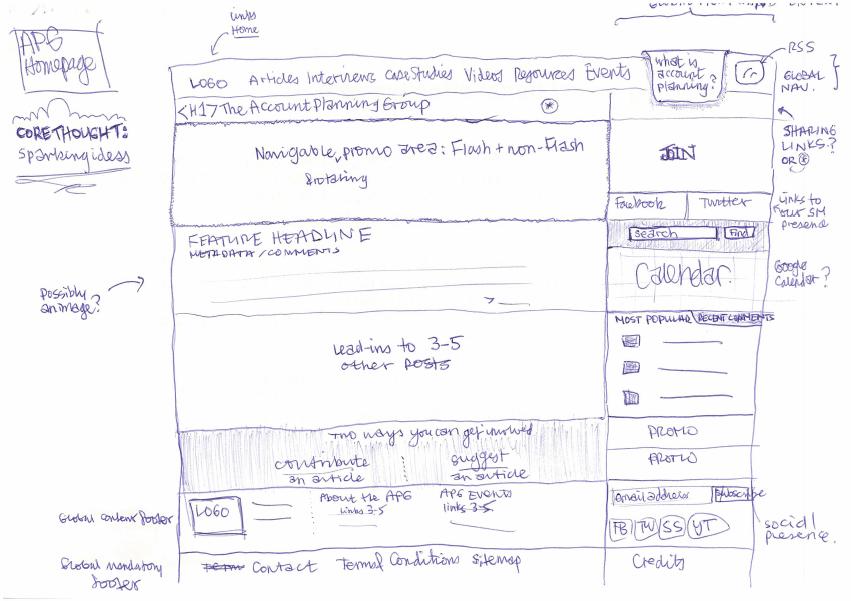 links
Home
APG
Homepage
RSS
GLOBAL
NAV.
LOGO Articles Interviews Case Studies Videos Resources Events
what is
account
planning?
<H1>The Account Planning Group
*
CORE THOUGHT:
sparking ideas
SHARING
LINKS?
OR *
Navigable, promo area: Flash + non-Flash
rotating
JOIN
Facebook
Twitter
Links to
our SM
presence
search
Find
FEATURE HEADLINE
METADATA/COMMENTS
Calendar.
Google
Calendar?
Possibly
an image?
MOST POPULAR
RECENT COMMENTS
lead-ins to 3-5
other posts
PROMO
PROMO
Two ways you can get involved
contribute
an article
suggest
an article
email address
subscribe
Global content footer
LOGO
About the APG
links 3-5
APG EVENTS
links 3-5
FB TW SS YT
social
presence.
Global mandatory
footer
Contact Terms & Conditions Sitemap
Credits